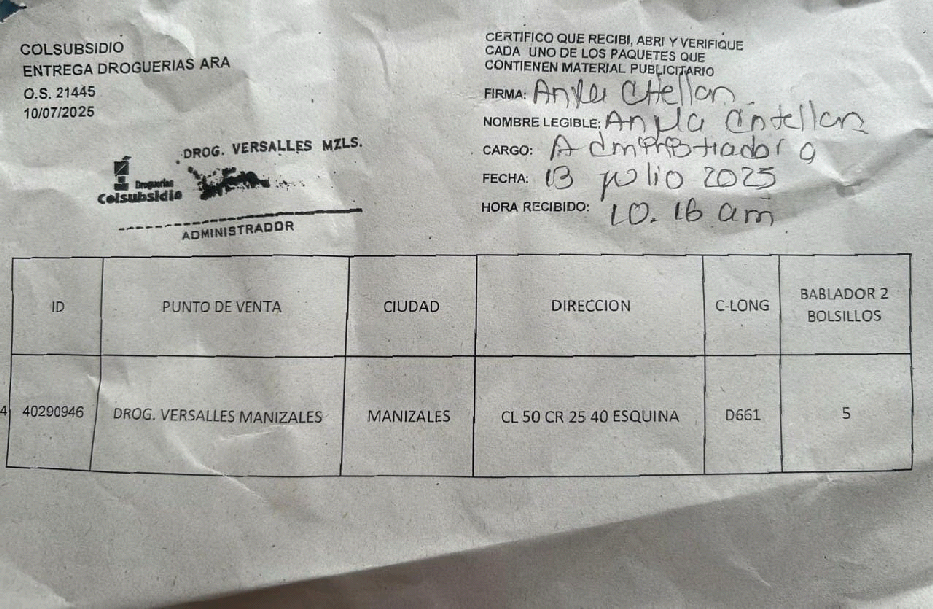 COLSUBSIDIO
ENTREGA DROGUERIAS ARA
O.S. 21445
10/07/2025
DROG. VERSALLES MZLS.
Droguerías
Colsubsidio
ADMINISTRADOR
CERTIFICO QUE RECIBI, ABRI Y VERIFIQUE
CADA UNO DE LOS PAQUETES QUE
CONTIENEN MATERIAL PUBLICITARIO
FIRMA:
NOMBRE LEGIBLE:
CARGO:
FECHA: 13 julio 2025
HORA RECIBIDO: 10.16 am
ID PUNTO DE VENTA CIUDAD DIRECCION C-LONG BABLADOR 2
BOLSILLOS
4 40290946 DROG. VERSALLES MANIZALES MANIZALES CL 50 CR 25 40 ESQUINA D661 5